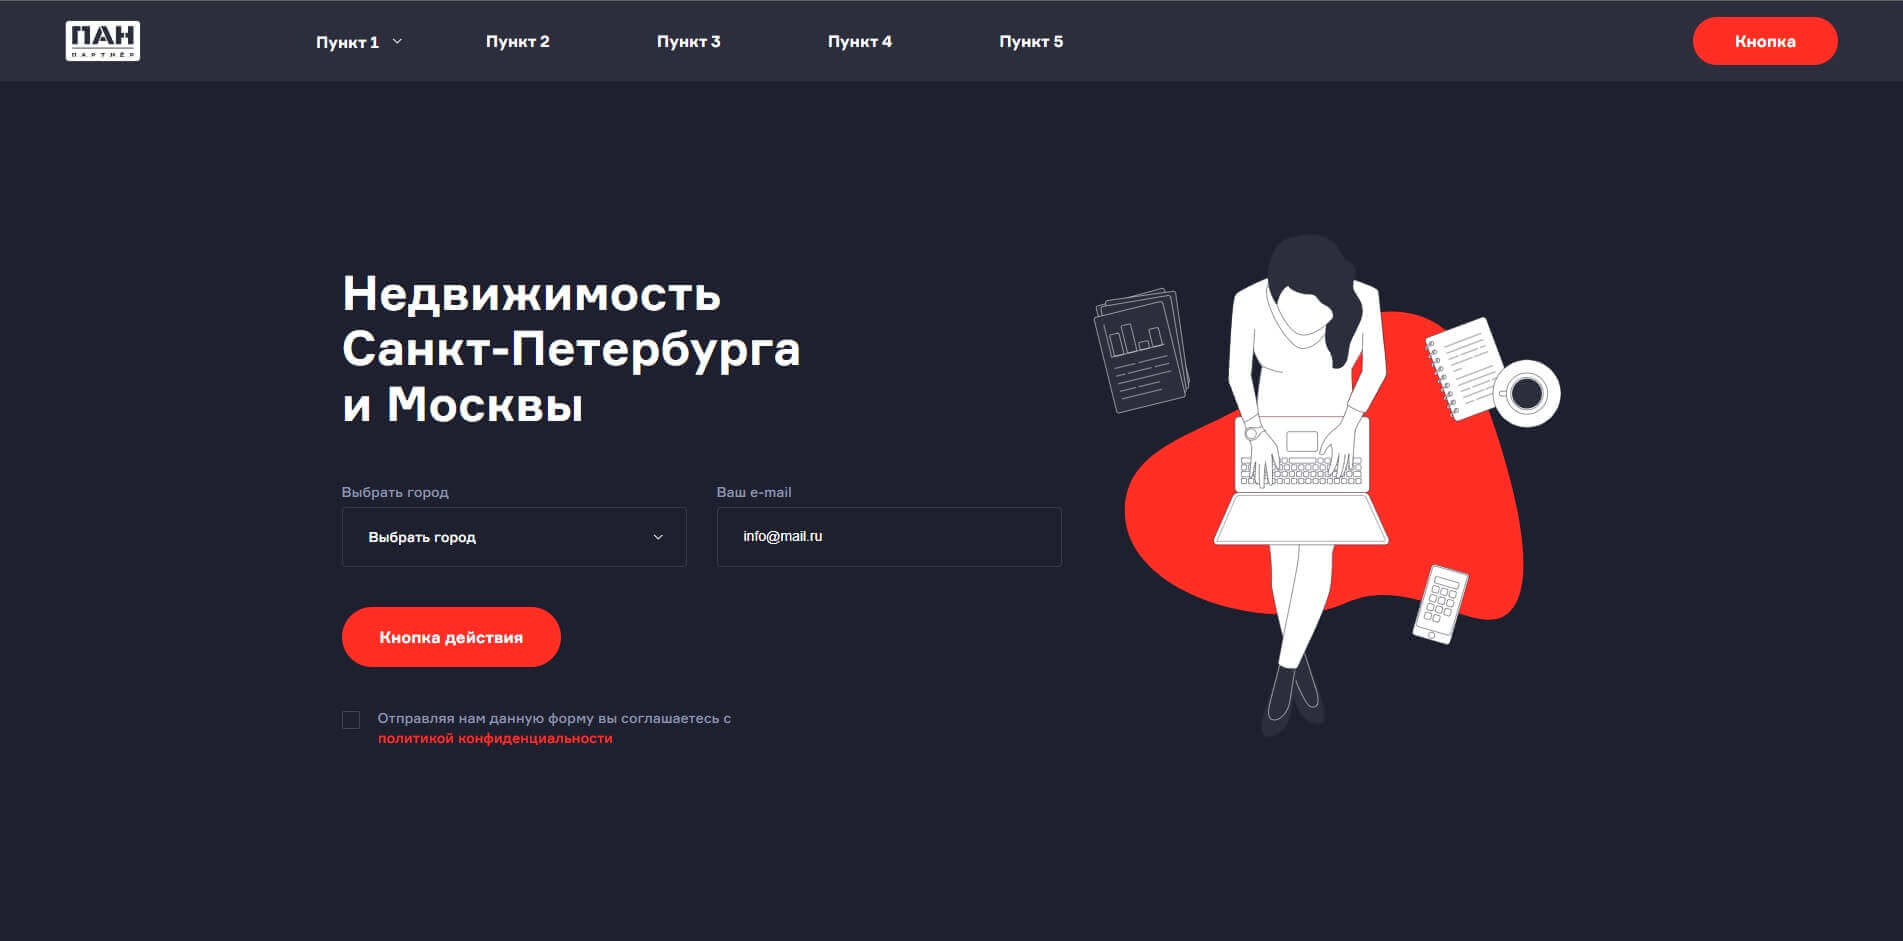 ПАН
ПАРТНЁР
Пункт 1
Пункт 2
Пункт 3
Пункт 4
Пункт 5
Кнопка
Недвижимость
Санкт-Петербурга
и Москвы
Выбрать город
Ваш e-mail
Выбрать город
info@mail.ru
Кнопка действия
Отправляя нам данную форму вы соглашаетесь с
политикой конфиденциальности